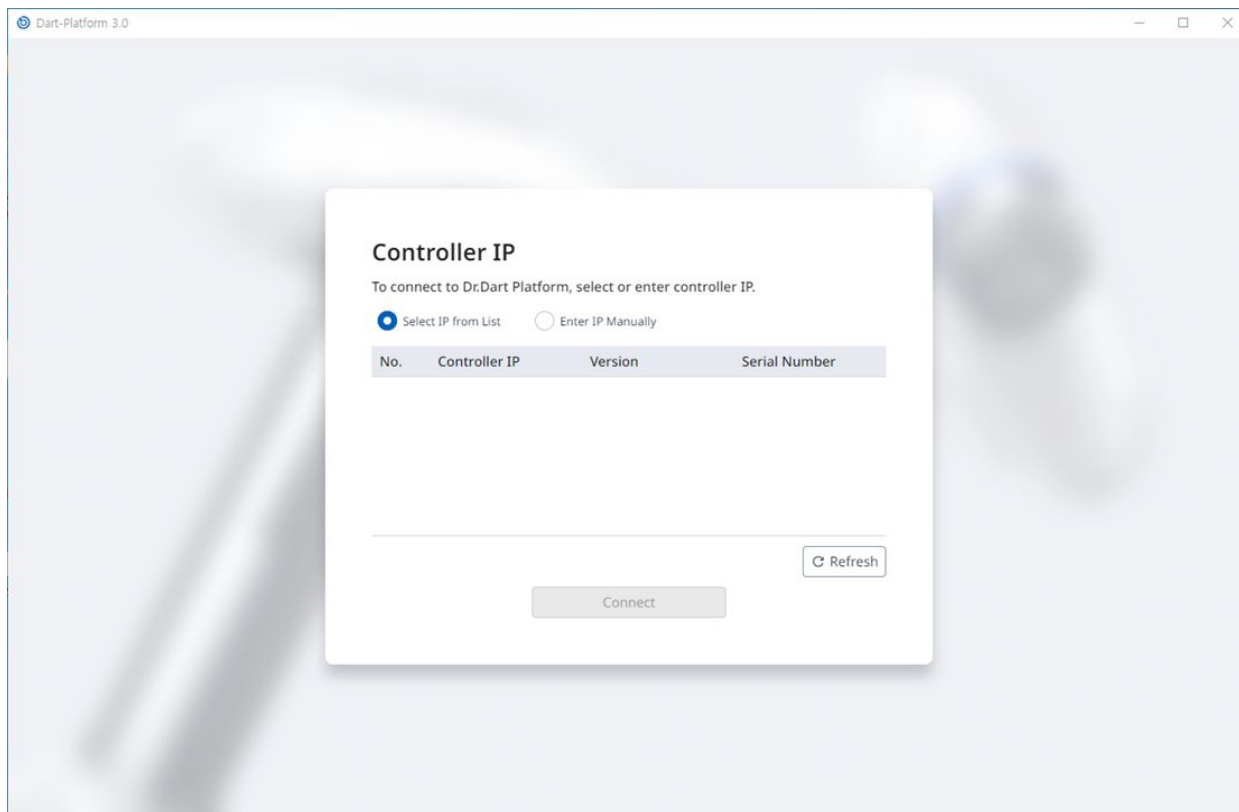 Dart-Platform 3.0
Controller IP
To connect to Dr.Dart Platform, select or enter controller IP.
Select IP from List Enter IP Manually
No. Controller IP Version Serial Number
Refresh
Connect